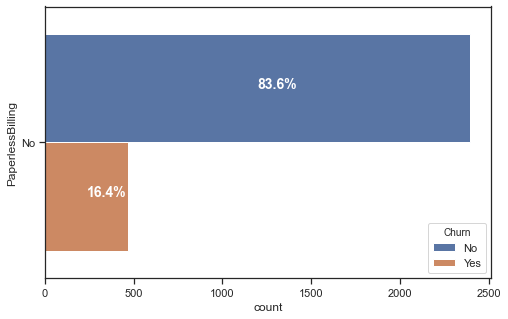 83.6%
PaperlessBilling
No
16.4%
Churn
No
Yes
0
500
1000
1500
2000
2500
count